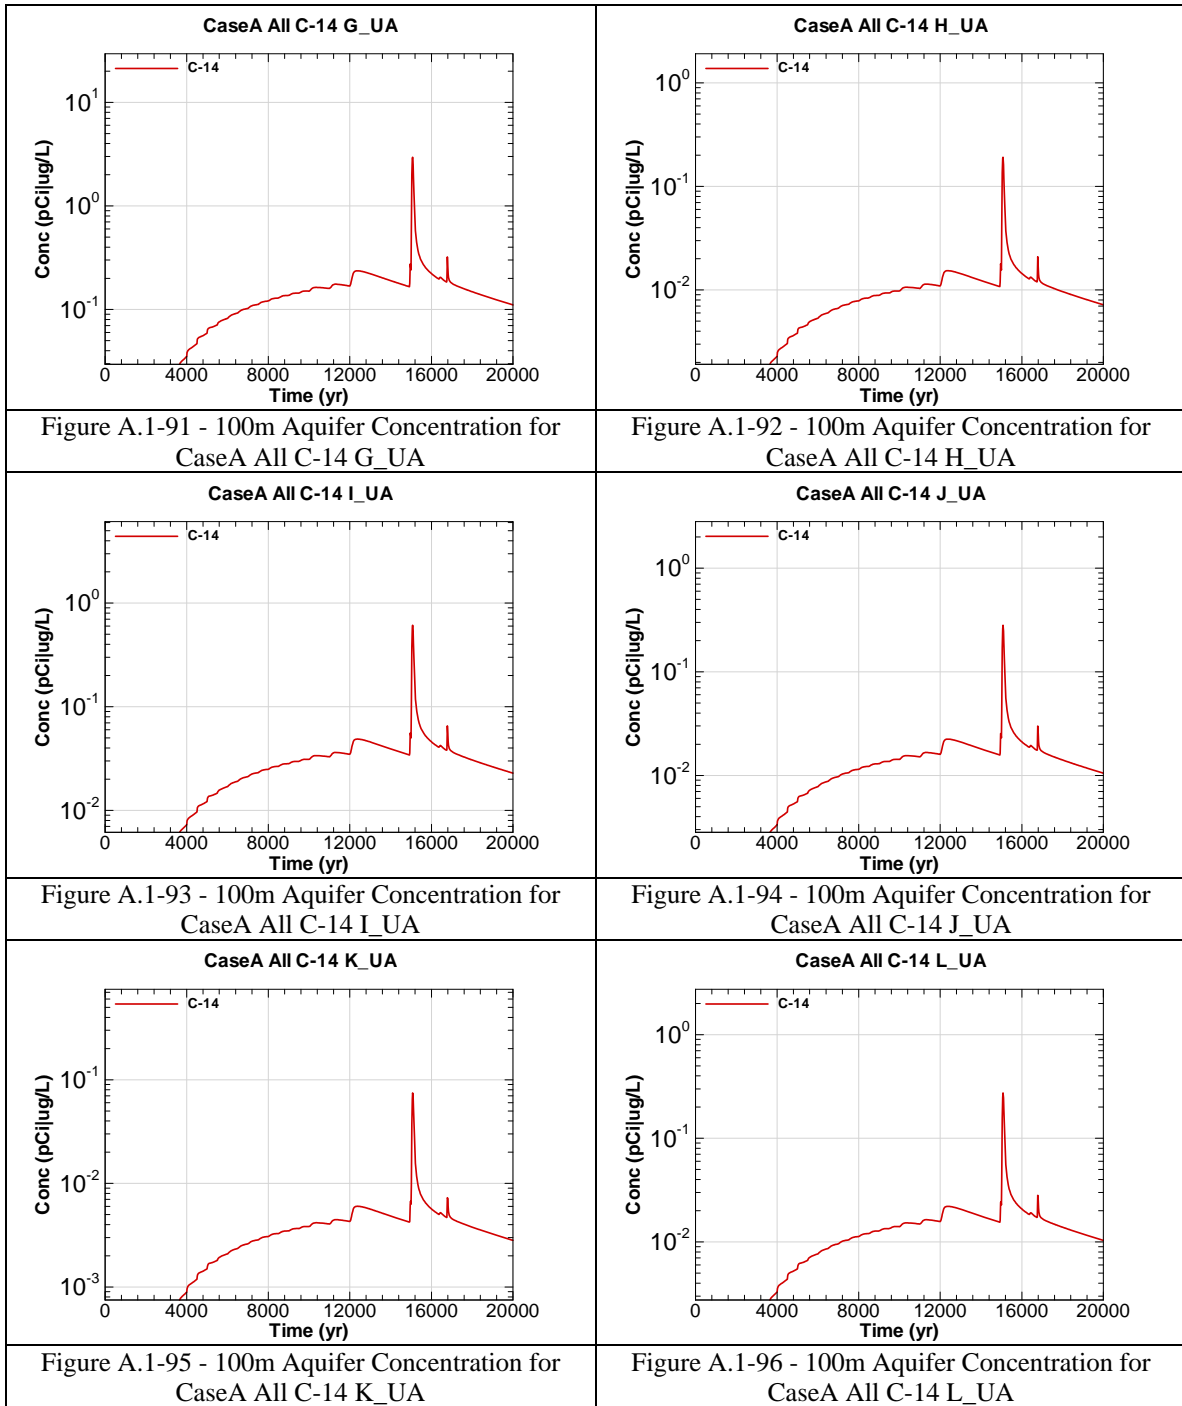 CaseA All C-14 G_UA
C-14
10^1
10^0
10^-1
Conc (pCi|ug/L)
0 4000 8000 12000 16000 20000
Time (yr)
Figure A.1-91 - 100m Aquifer Concentration for
CaseA All C-14 G_UA
CaseA All C-14 H_UA
C-14
10^0
10^-1
10^-2
Conc (pCi|ug/L)
0 4000 8000 12000 16000 20000
Time (yr)
Figure A.1-92 - 100m Aquifer Concentration for
CaseA All C-14 H_UA
CaseA All C-14 I_UA
C-14
10^0
10^-1
10^-2
Conc (pCi|ug/L)
0 4000 8000 12000 16000 20000
Time (yr)
Figure A.1-93 - 100m Aquifer Concentration for
CaseA All C-14 I_UA
CaseA All C-14 J_UA
C-14
10^0
10^-1
10^-2
Conc (pCi|ug/L)
0 4000 8000 12000 16000 20000
Time (yr)
Figure A.1-94 - 100m Aquifer Concentration for
CaseA All C-14 J_UA
CaseA All C-14 K_UA
C-14
10^-1
10^-2
10^-3
Conc (pCi|ug/L)
0 4000 8000 12000 16000 20000
Time (yr)
Figure A.1-95 - 100m Aquifer Concentration for
CaseA All C-14 K_UA
CaseA All C-14 L_UA
C-14
10^0
10^-1
10^-2
Conc (pCi|ug/L)
0 4000 8000 12000 16000 20000
Time (yr)
Figure A.1-96 - 100m Aquifer Concentration for
CaseA All C-14 L_UA